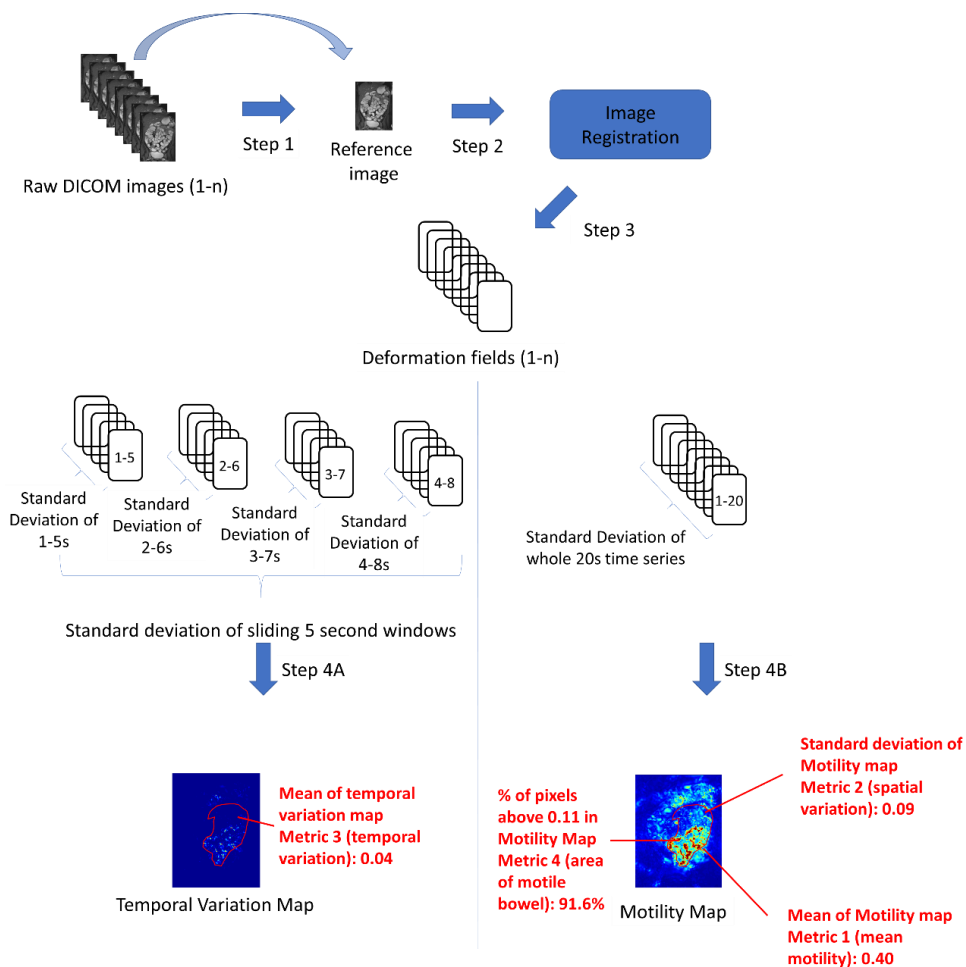 Step 1
Step 2
Image
Registration
Raw DICOM images (1-n)
Reference
image
Step 3
Deformation fields (1-n)
1-5
2-6
3-7
4-8
Standard
Deviation of
1-5s
Standard
Deviation of
2-6s
Standard
Deviation of
3-7s
Standard
Deviation of
4-8s
Standard deviation of sliding 5 second windows
Step 4A
Mean of temporal
variation map
Metric 3 (temporal
variation): 0.04
Temporal Variation Map
1-20
Standard Deviation of
whole 20s time series
Step 4B
Standard deviation of
Motility map
Metric 2 (spatial
variation): 0.09
% of pixels
above 0.11 in
Motility Map
Metric 4 (area
of motile
bowel): 91.6%
Motility Map
Mean of Motility map
Metric 1 (mean
motility): 0.40